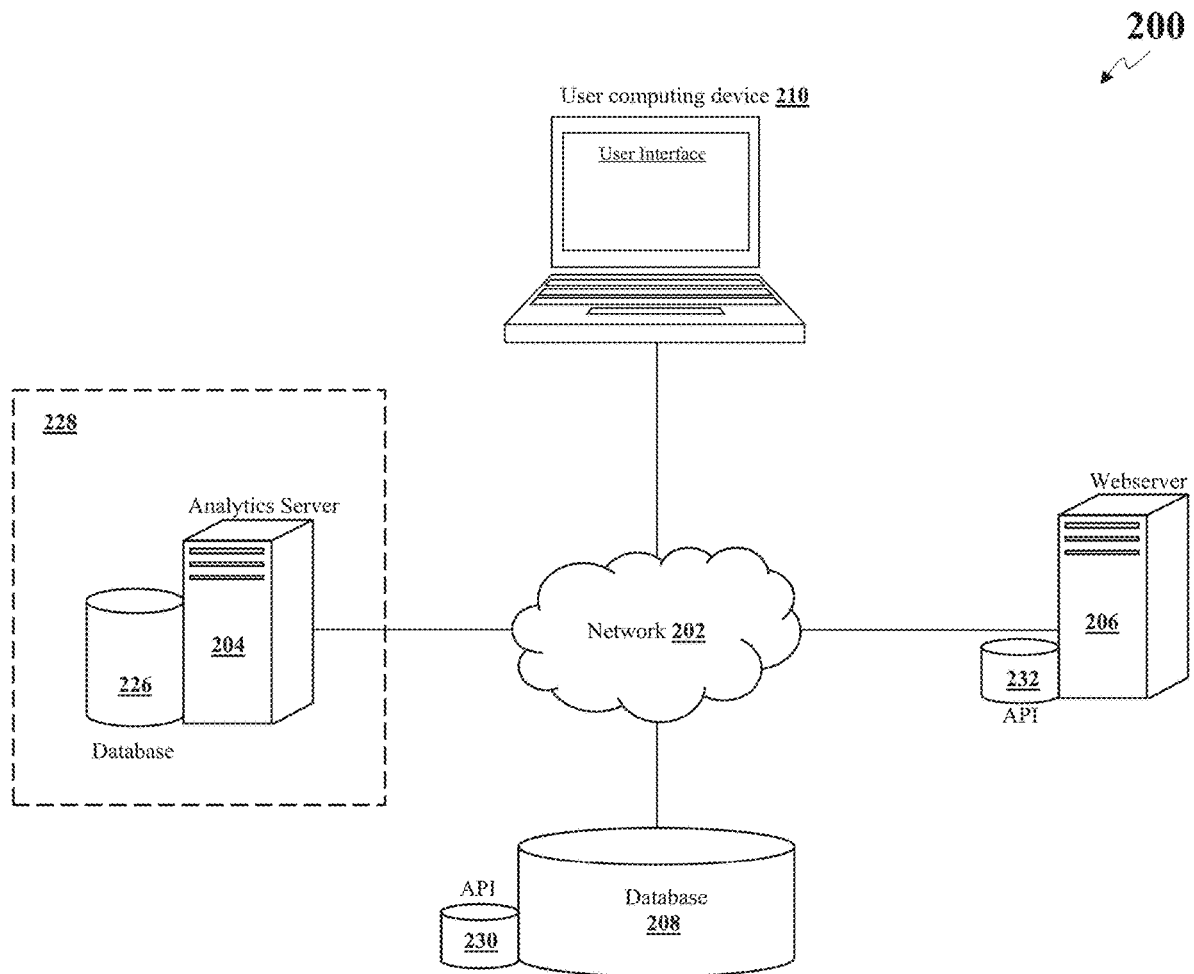 200
User computing device 210
User Interface
228
Analytics Server
Webserver
204
Network 202
206
226
232
API
Database
API
Database
208
230